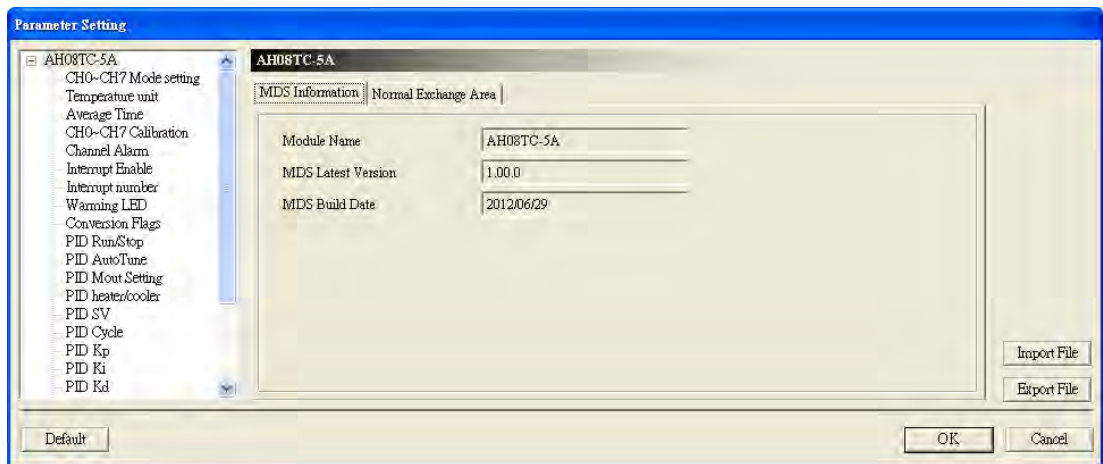 Parameter Setting
AH08TC-5A
CH0~CH7 Mode setting
Temperature unit
Average Time
CH0~CH7 Calibration
Channel Alarm
Interrupt Enable
Interrupt number
Warming LED
Conversion Flags
PID Run/Stop
PID AutoTune
PID Mout Setting
PID heater/cooler
PID SV
PID Cycle
PID Kp
PID Ki
PID Kd
AH08TC-5A
MDS Information Normal Exchange Area
Module Name AH08TC-5A
MDS Latest Version 1.00.0
MDS Build Date 2012/06/29
Import File
Export File
Default OK Cancel